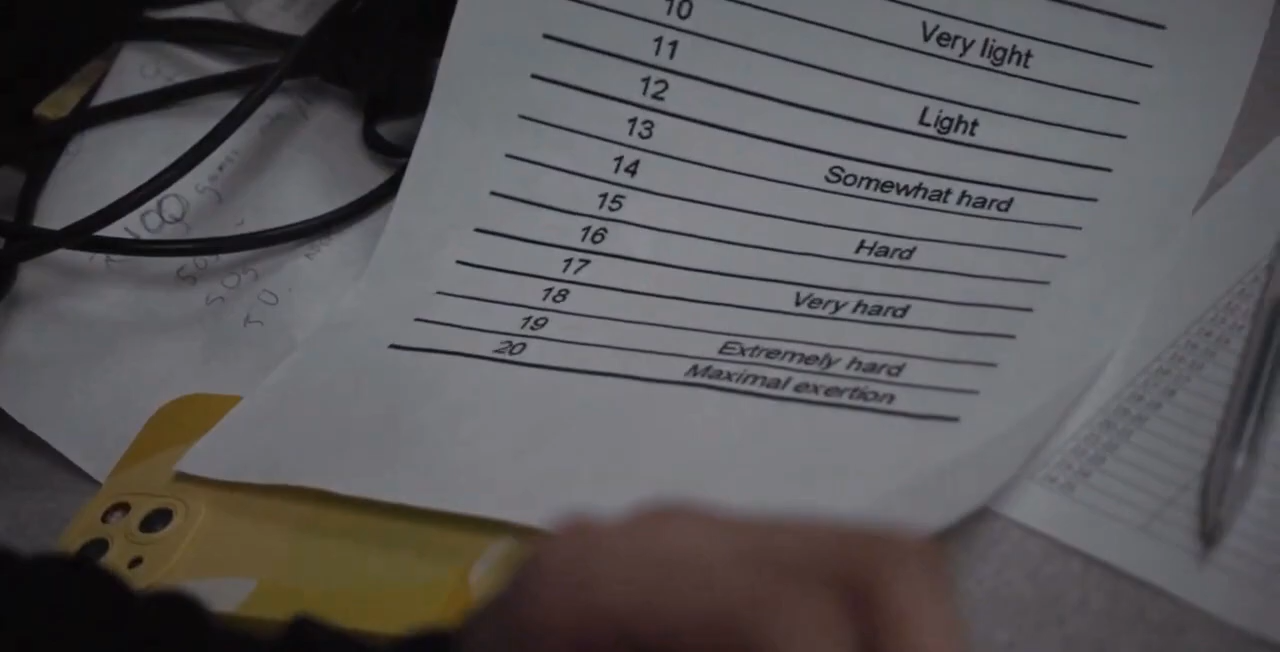 Very light
10
11 Light
12
13 Somewhat hard
14
15 Hard
16
17 Very hard
18
19 Extremely hard
20 Maximal exertion